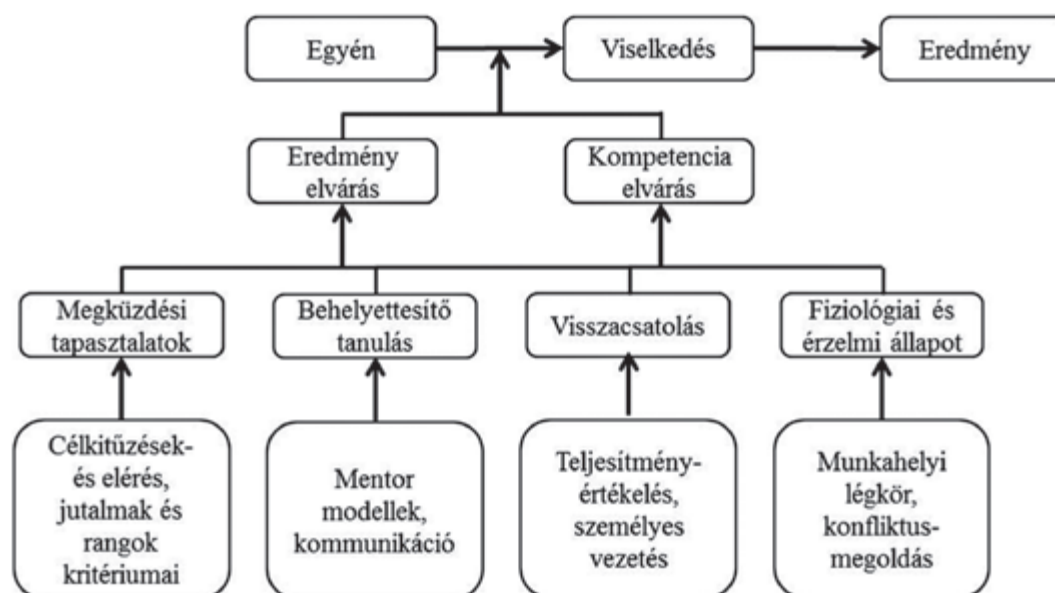 Egyén
Viselkedés
Eredmény
Eredmény
elvárás
Kompetencia
elvárás
Megküzdési
tapasztalatok
Behelyettesítő
tanulás
Visszacsatolás
Fiziológiai és
érzelmi állapot
Célkitűzések-
és elérés,
jutalmak és
rangok
kritériumai
Mentor
modellek,
kommunikáció
Teljesítmény-
értékelés,
személyes
vezetés
Munkahelyi
légkör,
konfliktus-
megoldás